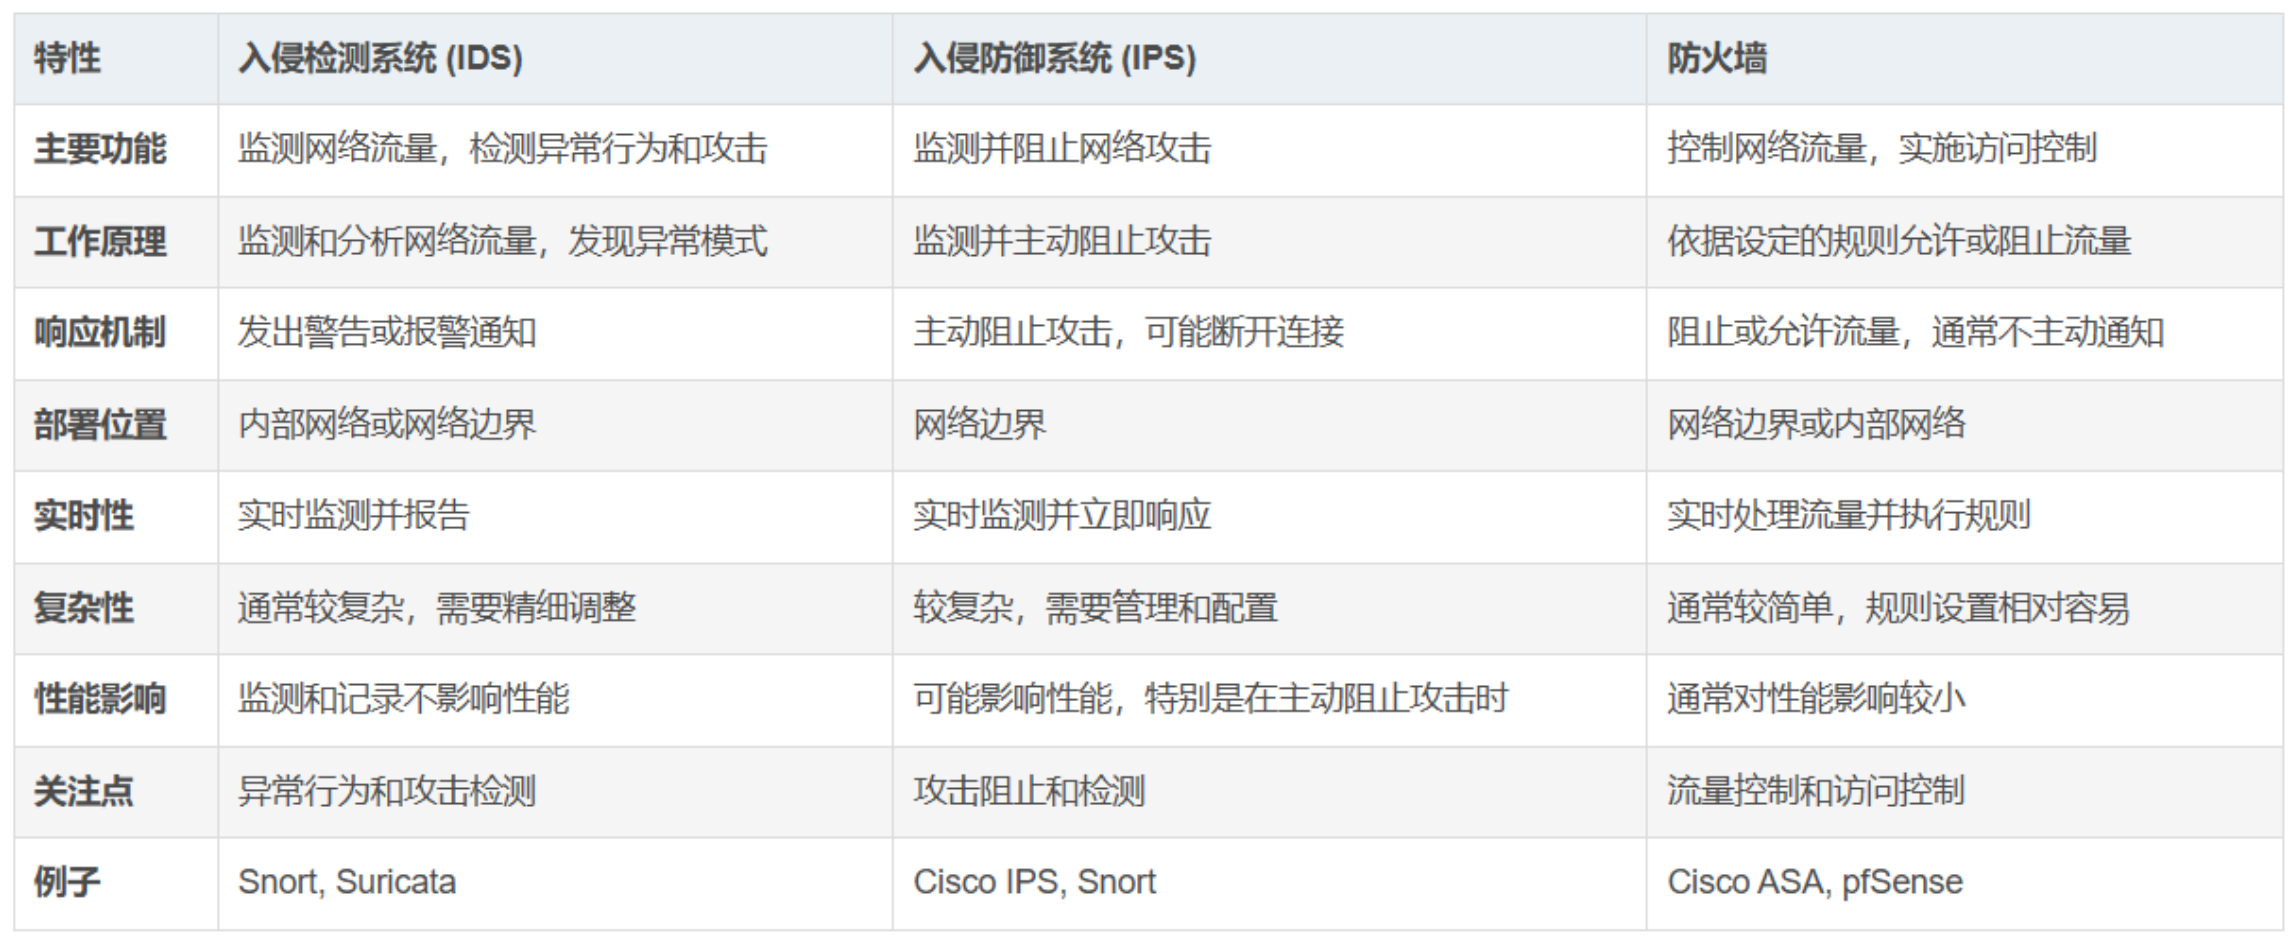 特性 入侵检测系统 (IDS) 入侵防御系统 (IPS) 防火墙
主要功能 监测网络流量，检测异常行为和攻击 监测并阻止网络攻击 控制网络流量，实施访问控制
工作原理 监测和分析网络流量，发现异常模式 监测并主动阻止攻击 依据设定的规则允许或阻止流量
响应机制 发出警告或报警通知 主动阻止攻击，可能断开连接 阻止或允许流量，通常不主动通知
部署位置 内部网络或网络边界 网络边界 网络边界或内部网络
实时性 实时监测并报告 实时监测并立即响应 实时处理流量并执行规则
复杂性 通常较复杂，需要精细调整 较复杂，需要管理和配置 通常较简单，规则设置相对容易
性能影响 监测和记录不影响性能 可能影响性能，特别是在主动阻止攻击时 通常对性能影响较小
关注点 异常行为和攻击检测 攻击阻止和检测 流量控制和访问控制
例子 Snort, Suricata Cisco IPS, Snort Cisco ASA, pfSense